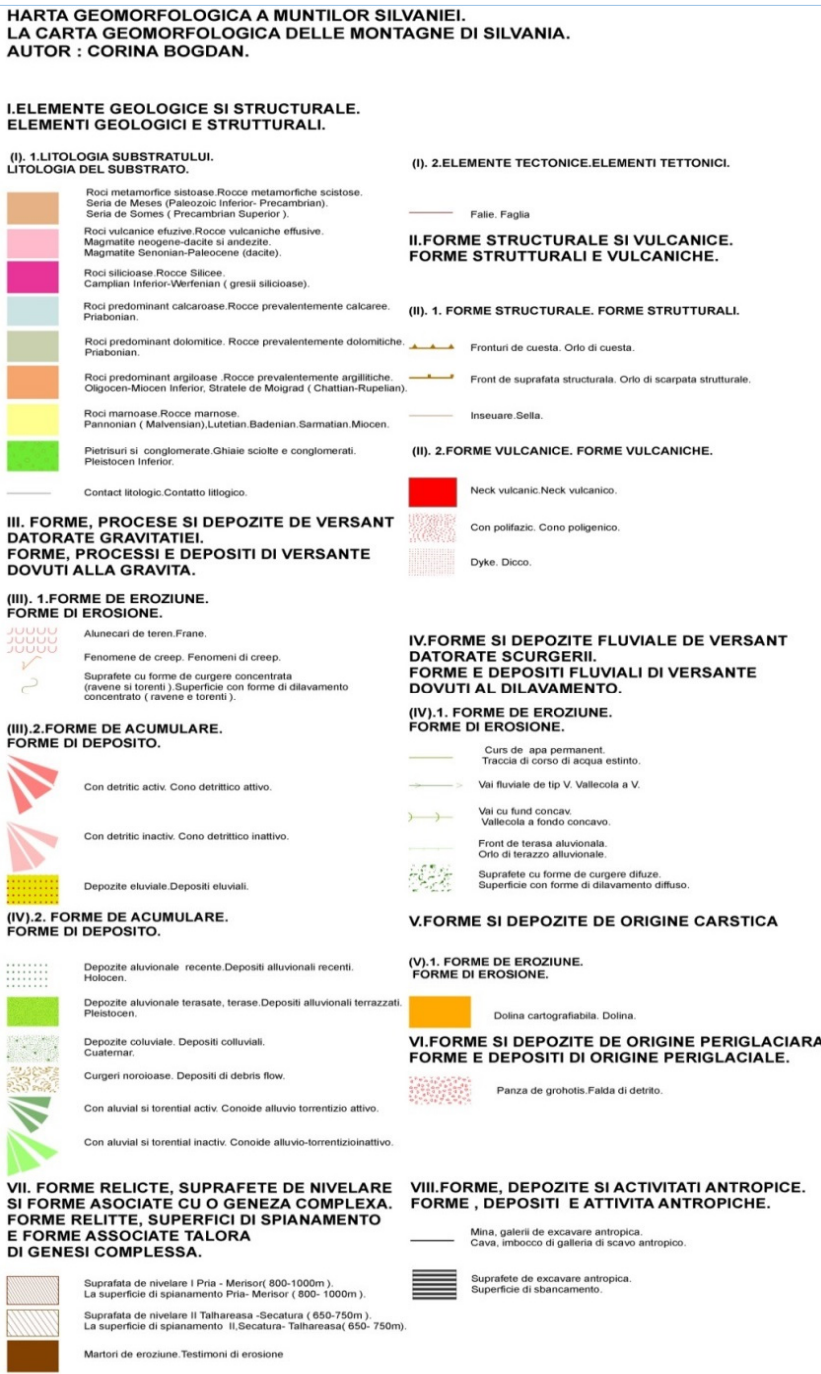 HARTA GEOMORFOLOGICA A MUNTILOR SILVANIEI.
LA CARTA GEOMORFOLOGICA DELLE MONTAGNE DI SILVANIA.
AUTOR : CORINA BOGDAN.
I.ELEMENTE GEOLOGICE SI STRUCTURALE.
ELEMENTI GEOLOGICI E STRUTTURALI.
(I). 1.LITOLOGIA SUBSTRATULUI.
LITOLOGIA DEL SUBSTRATO.
Roci metamorfice sistoase.Rocce metamorfiche scistose.
Seria de Meses (Paleozoic Inferior- Precambrian).
Seria de Somes ( Precambrian Superior ).
Roci vulcanice efuzive.Rocce vulcaniche effusive.
Magmatite neogene-dacite si andezite.
Magmatite Senonian-Paleocene (dacite).
Roci silicioase.Rocce Silicee.
Camplian Inferior-Werfenian ( gresii silicioase).
Roci predominant calcaroase.Rocce prevalentemente calcaree.
Priabonian.
Roci predominant dolomitice. Rocce prevalentemente dolomitiche.
Priabonian.
Roci predominant argiloase .Rocce prevalentemente argillitiche.
Oligocen-Miocen Inferior, Stratele de Moigrad ( Chattian-Rupelian).
Roci marnoase.Rocce marnose.
Pannonian ( Malvensian),Lutetian.Badenian.Sarmatian.Miocen.
Pietrisuri si conglomerate.Ghiaie sciolte e conglomerati.
Pleistocen Inferior.
Contact litologic.Contatto litlogico.
(I). 2.ELEMENTE TECTONICE.ELEMENTI TETTONICI.
Falie. Faglia
II.FORME STRUCTURALE SI VULCANICE.
FORME STRUTTURALI E VULCANICHE.
(II). 1. FORME STRUCTURALE. FORME STRUTTURALI.
Fronturi de cuesta. Orlo di cuesta.
Front de suprafata structurala. Orlo di scarpata strutturale.
Inseuare.Sella.
(II). 2.FORME VULCANICE. FORME VULCANICHE.
Neck vulcanic.Neck vulcanico.
Con polifazic. Cono poligenico.
Dyke. Dicco.
III. FORME, PROCESE SI DEPOZITE DE VERSANT
DATORATE GRAVITATIEI.
FORME, PROCESSI E DEPOSITI DI VERSANTE
DOVUTI ALLA GRAVITA.
(III). 1.FORME DE EROZIUNE.
FORME DI EROSIONE.
Alunecari de teren.Frane.
Fenomene de creep. Fenomeni di creep.
Suprafete cu forme de curgere concentrata
(ravene si torenti ).Superficie con forme di dilavamento
concentrato ( ravene e torenti ).
(III).2.FORME DE ACUMULARE.
FORME DI DEPOSITO.
Con detritic activ. Cono detrittico attivo.
Con detritic inactiv. Cono detrittico inattivo.
Depozite eluviale.Depositi eluviali.
IV.FORME SI DEPOZITE FLUVIALE DE VERSANT
DATORATE SCURGERII.
FORME E DEPOSITI FLUVIALI DI VERSANTE
DOVUTI AL DILAVAMENTO.
(IV).1. FORME DE EROZIUNE.
FORME DI EROSIONE.
Curs de apa permanent.
Traccia di corso di acqua estinto.
Vai fluviale de tip V. Vallecola a V.
Vai cu fund concav.
Vallecola a fondo concavo.
Front de terasa aluvionala.
Orlo di terazzo alluvionale.
Suprafete cu forme de curgere difuze.
Superficie con forme di dilavamento diffuso.
(IV).2. FORME DE ACUMULARE.
FORME DI DEPOSITO.
Depozite aluvionale recente.Depositi alluvionali recenti.
Holocen.
Depozite aluvionale terasate, terase.Depositi alluvionali terrazzati.
Pleistocen.
Depozite coluviale. Depositi colluviali.
Cuaternar.
Curgeri noroioase. Depositi di debris flow.
Con aluvial si torential activ. Conoide alluvio torrentizio attivo.
Con aluvial si torential inactiv. Conoide alluvio-torrentizioinattivo.
V.FORME SI DEPOZITE DE ORIGINE CARSTICA
(V).1. FORME DE EROZIUNE.
FORME DI EROSIONE.
Dolina cartografiabila. Dolina.
VI.FORME SI DEPOZITE DE ORIGINE PERIGLACIARA
FORME E DEPOSITI DI ORIGINE PERIGLACIALE.
Panza de grohotis.Falda di detrito.
VII. FORME RELICTE, SUPRAFETE DE NIVELARE
SI FORME ASOCIATE CU O GENEZA COMPLEXA.
FORME RELITTE, SUPERFICI DI SPIANAMENTO
E FORME ASSOCIATE TALORA
DI GENESI COMPLESSA.
Suprafata de nivelare I Pria - Merisor( 800-1000m ).
La superficie di spianamento Pria- Merisor ( 800- 1000m ).
Suprafata de nivelare II Talhareasa -Secatura ( 650-750m ).
La superficie di spianamento II,Secatura- Talhareasa( 650- 750m).
Martori de eroziune.Testimoni di erosione
VIII.FORME, DEPOZITE SI ACTIVITATI ANTROPICE.
FORME , DEPOSITI E ATTIVITA ANTROPICHE.
Mina, galerii de excavare antropica.
Cava, imbocco di galleria di scavo antropico.
Suprafete de excavare antropica.
Superficie di sbancamento.